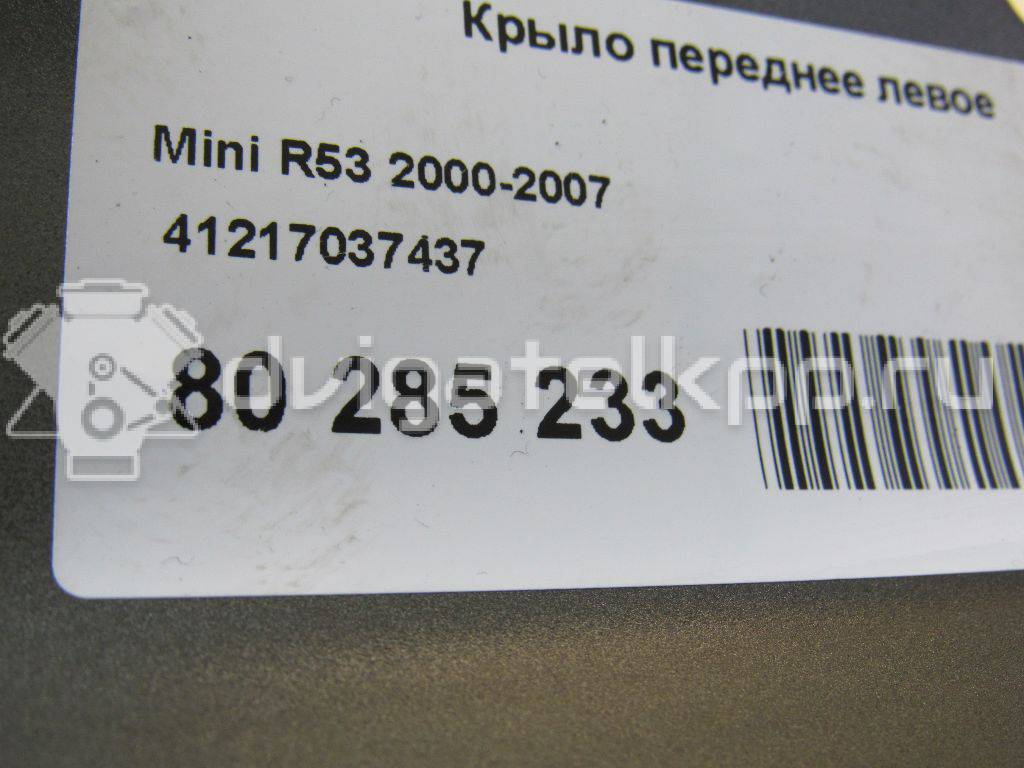 Крыло переднее левое
Mini R53 2000-2007
41217037437
80 285 233
dvigatelkpp.ru